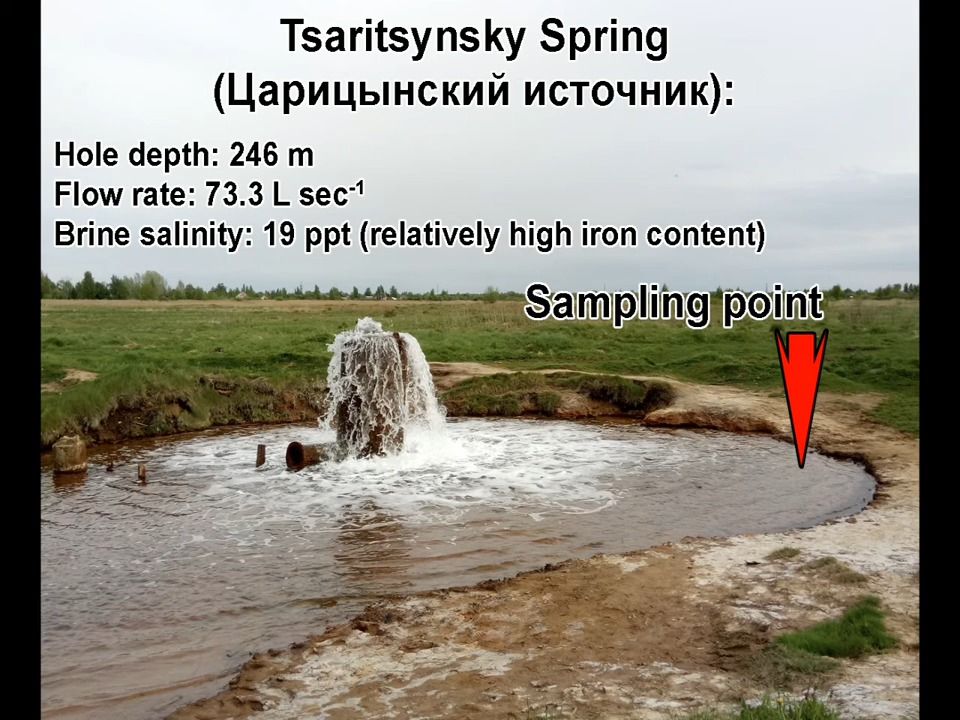 Tsaritsynsky Spring
(Царицынский источник):
Hole depth: 246 m
Flow rate: 73.3 L sec⁻¹
Brine salinity: 19 ppt (relatively high iron content)
Sampling point